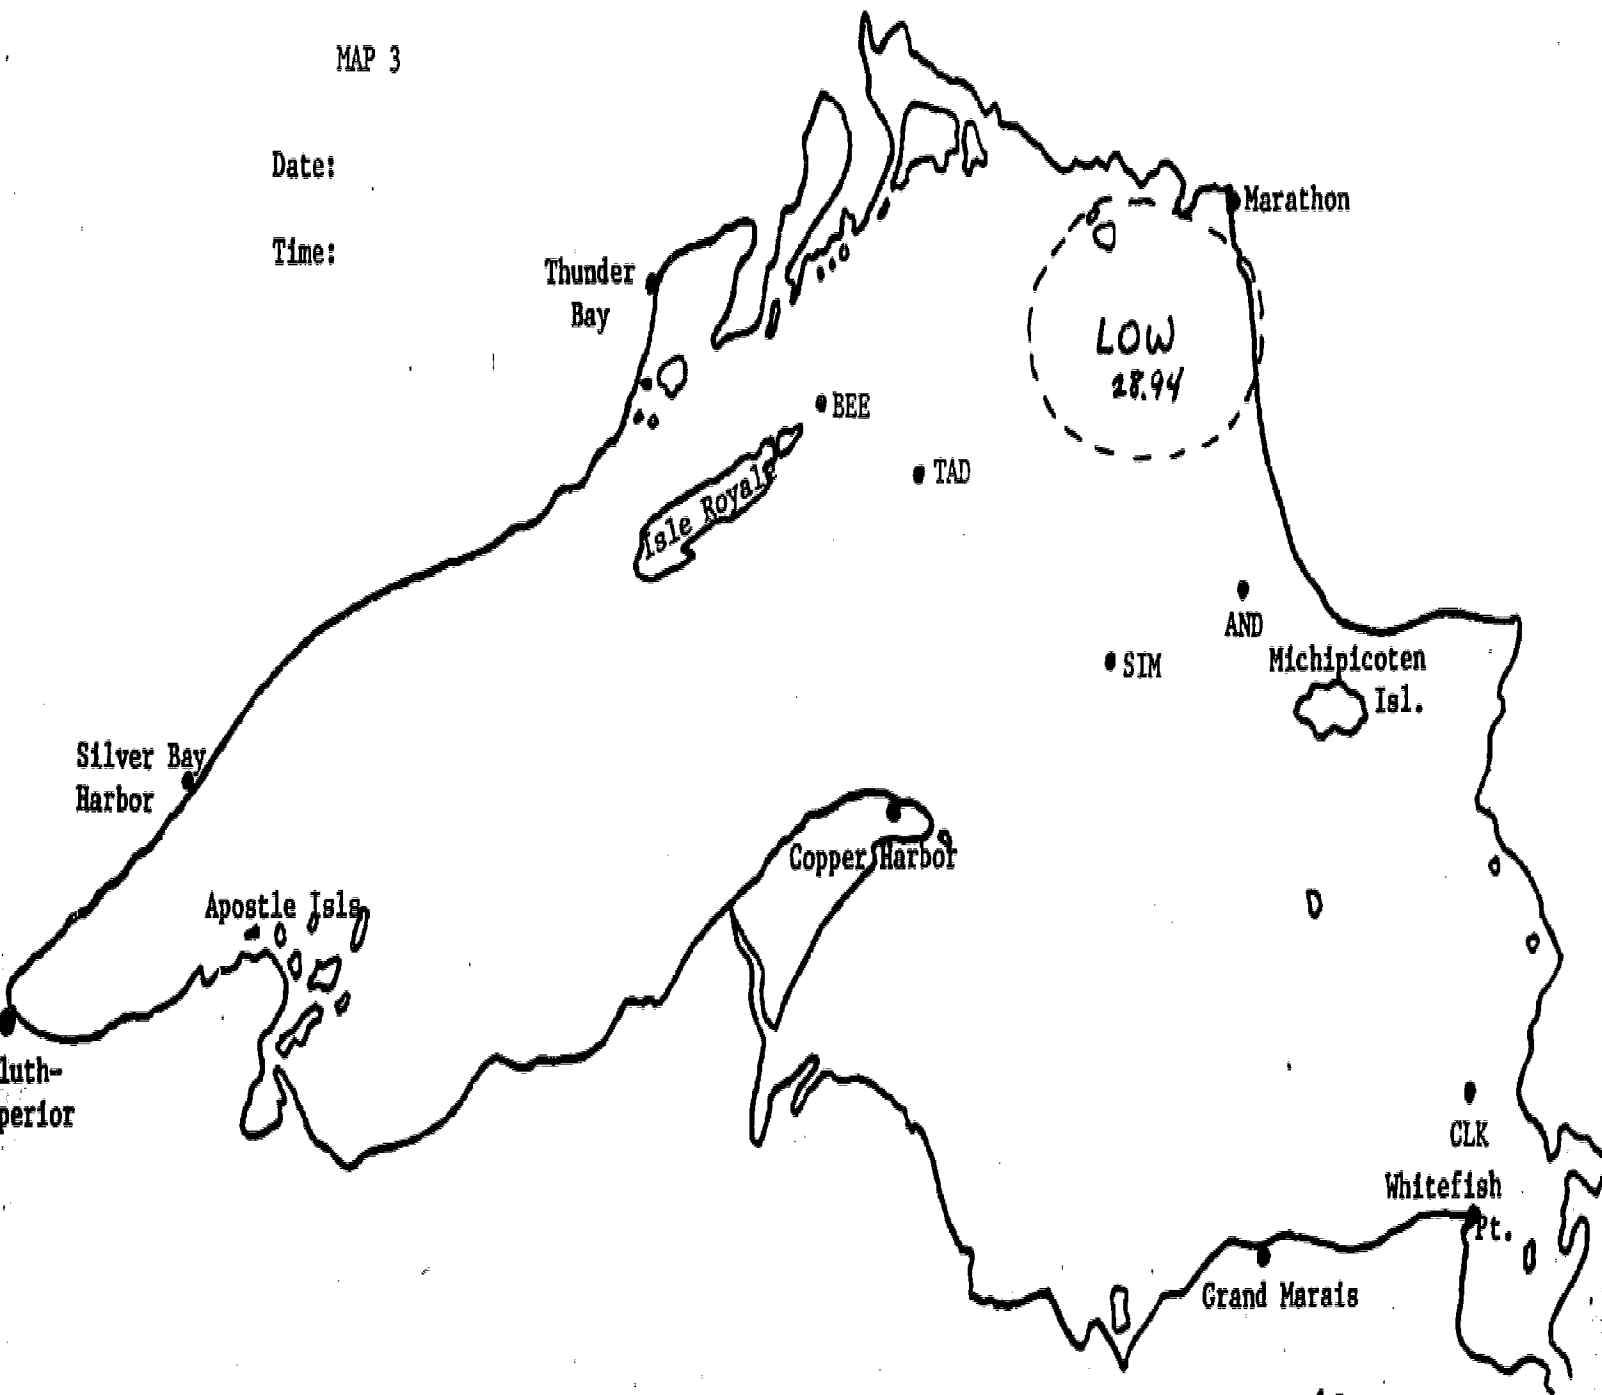 MAP 3
Date:
Time:
Marathon
Thunder
Bay
LOW
28.94
BEE
TAD
Isle Royale
AND
SIM
Michipicoten
Isl.
Silver Bay
Harbor
Copper Harbor
Apostle Isls
luth-
perior
CLK
Whitefish
Pt.
Grand Marais